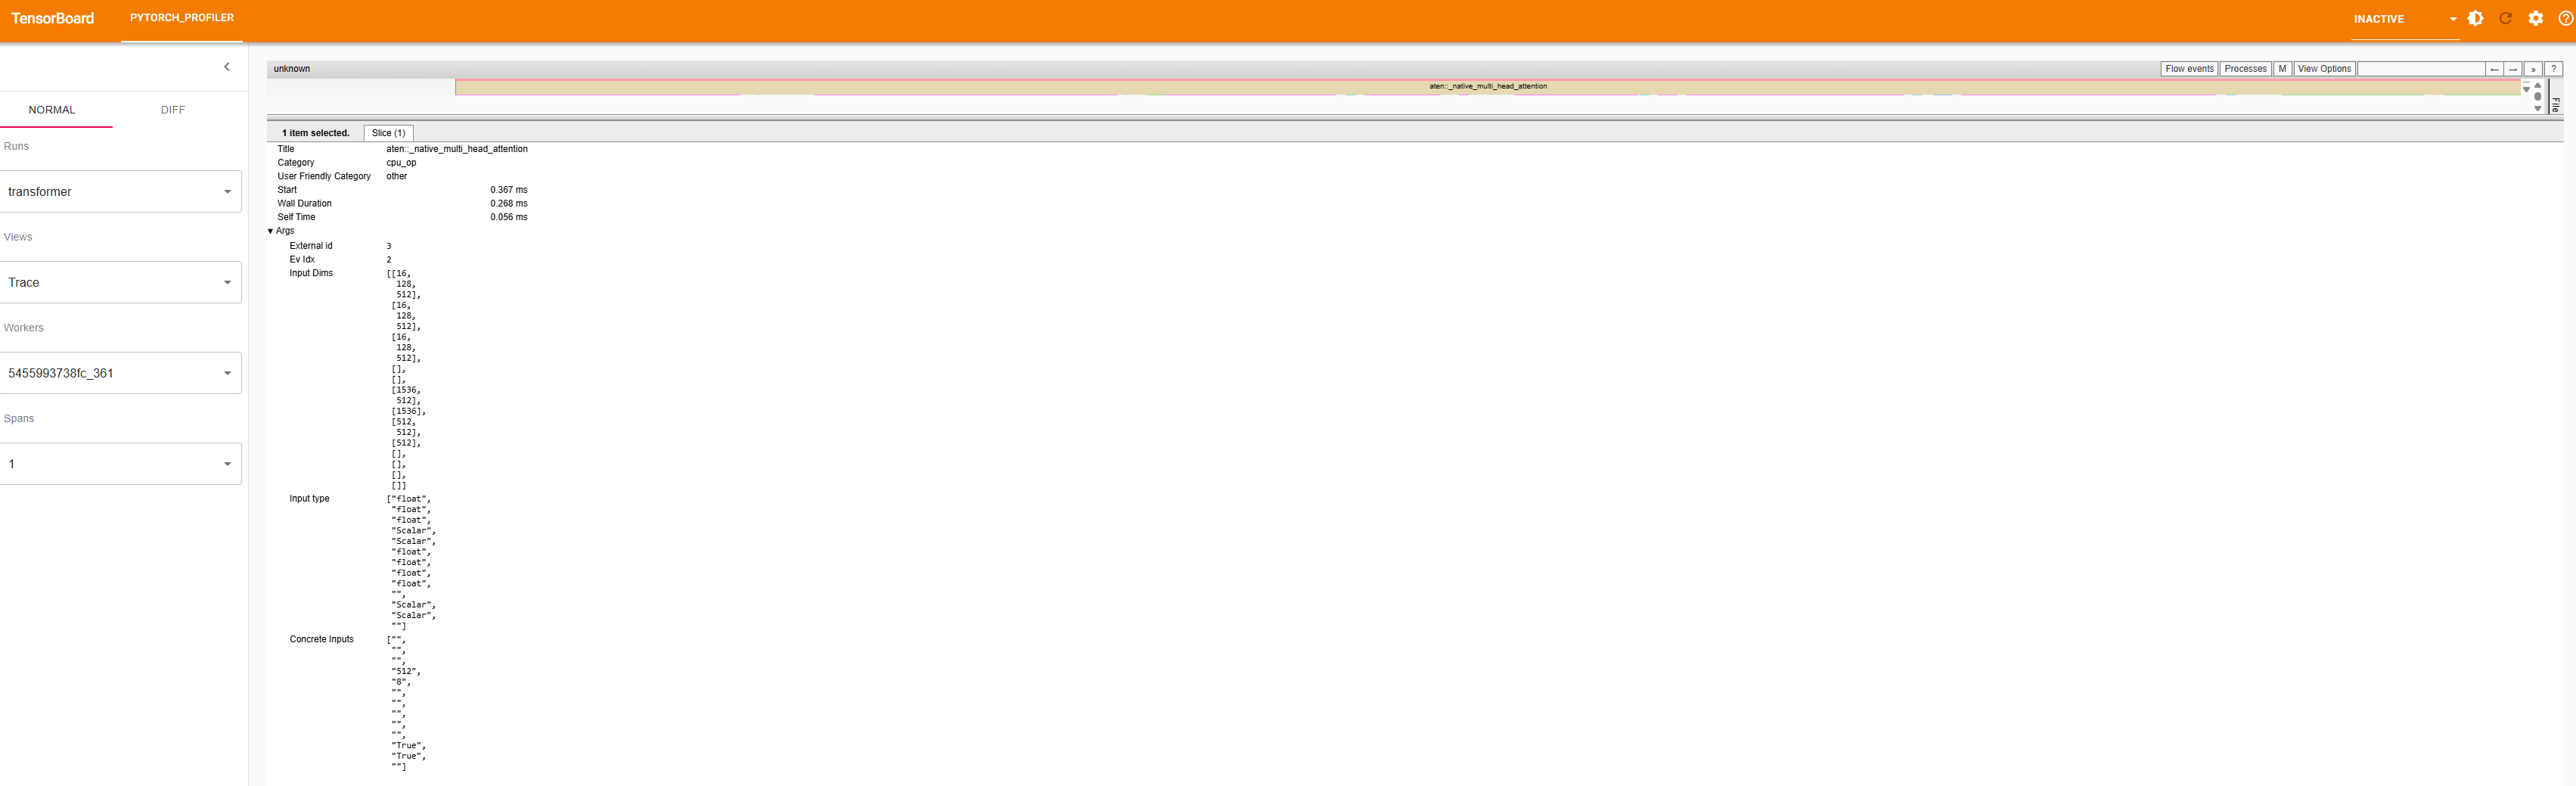 TensorBoard PYTORCH_PROFILER INACTIVE
NORMAL DIFF
Runs
transformer
Views
Trace
Workers
5455993738fc_361
Spans
1
unknown Flow events Processes M View Options ← → » ?
aten::_native_multi_head_attention
File
1 item selected. Slice (1)
Title aten::_native_multi_head_attention
Category cpu_op
User Friendly Category other
Start 0.367 ms
Wall Duration 0.268 ms
Self Time 0.056 ms
▼ Args
External id 3
Ev Idx 2
Input Dims [[16,
128,
512],
[16,
128,
512],
[16,
128,
512],
[],
[],
[1536,
512],
[1536],
[512,
512],
[512],
[],
[],
[],
[]]
Input type ["float",
"float",
"float",
"Scalar",
"Scalar",
"float",
"float",
"float",
"float",
"",
"Scalar",
"Scalar",
""]
Concrete Inputs ["",
"",
"",
"512",
"8",
"",
"",
"",
"",
"",
"True",
"True",
""]